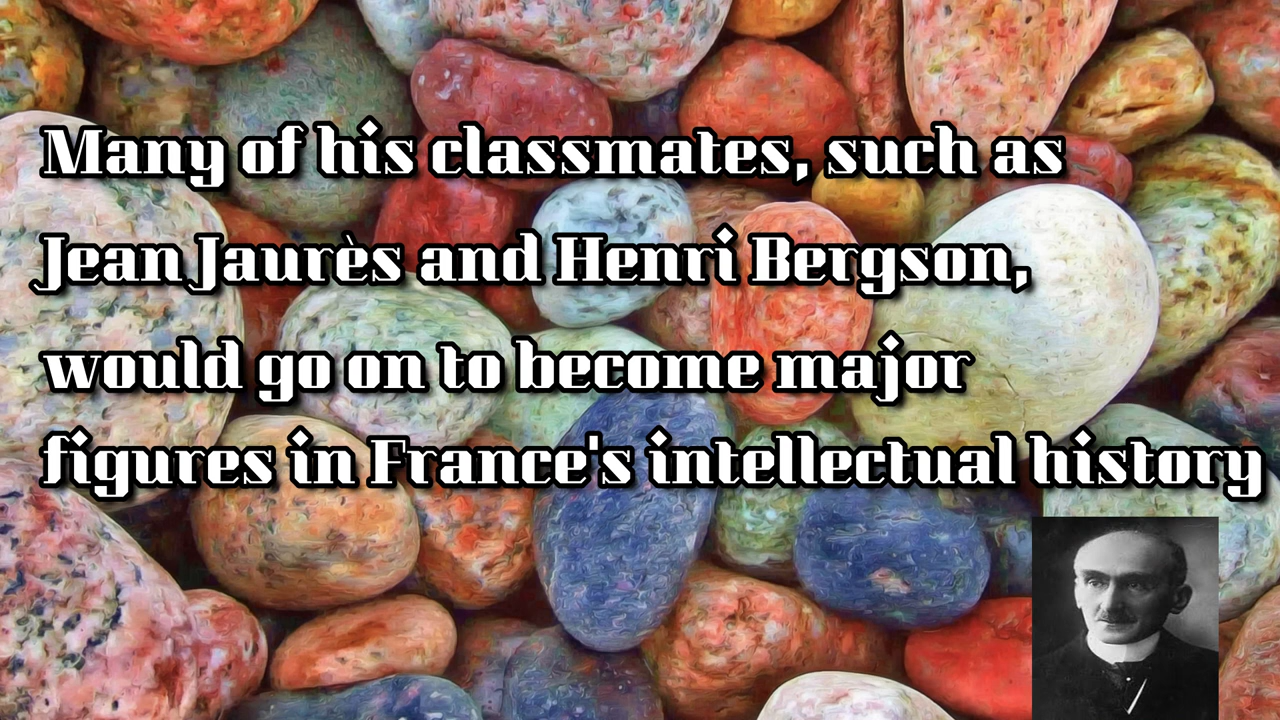 Many of his classmates, such as
Jean Jaurès and Henri Bergson,
would go on to become major
figures in France's intellectual history